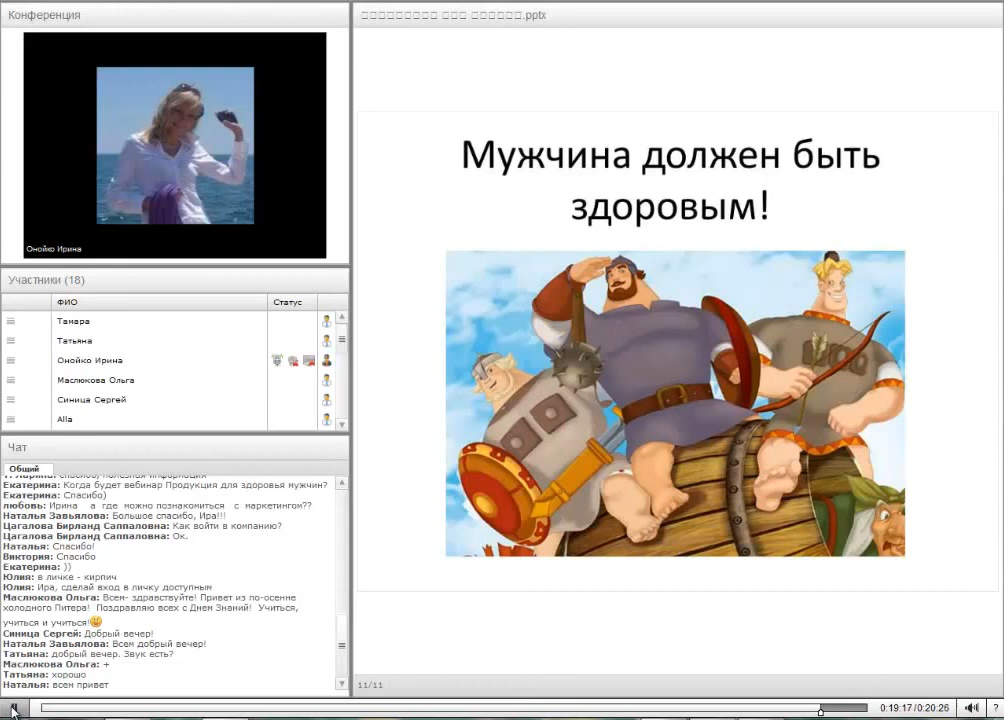 Конференция
Онойко Ирина
Участники (18)
ФИО
Статус
Тамара
Татьяна
Онойко Ирина
Маслюкова Ольга
Синица Сергей
Alla
Чат
Общий
Екатерина: Когда будет вебинар Продукция для здоровья мужчин?
Екатерина: Спасибо)
любовь: Ирина а где можно познакомиться с маркетингом??
Наталья Завьялова: Большое спасибо, Ира!!!
Цагалова Бирланд Саппаловна: Как войти в компанию?
Цагалова Бирланд Саппаловна: Ок.
Наталья: Спасибо!
Виктория: Спасибо
Екатерина: ))
Юлия: в личке - кирпич
Юлия: Ира, сделай вход в личку доступным
Маслюкова Ольга: Всем- здравствуйте! Привет из по-осенне
холодного Питера! Поздравляю всех с Днем Знаний! Учиться,
учиться и учиться!
Синица Сергей: Добрый вечер!
Наталья Завьялова: Всем добрый вечер!
Татьяна: добрый вечер. Звук есть?
Маслюкова Ольга: +
Татьяна: хорошо
Наталья: всем привет
.pptx
Мужчина должен быть
здоровым!
11/11
0:19:17/0:20:26
?